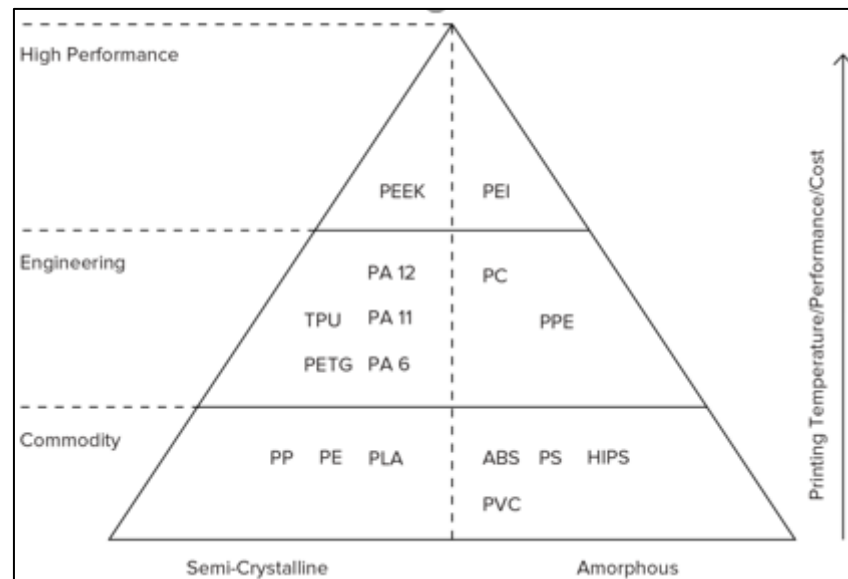 High Performance
PEEK PEI
Engineering
PA 12 PC
TPU PA 11 PPE
PETG PA 6
Commodity
PP PE PLA ABS PS HIPS
PVC
Semi-Crystalline Amorphous
Printing Temperature/Performance/Cost